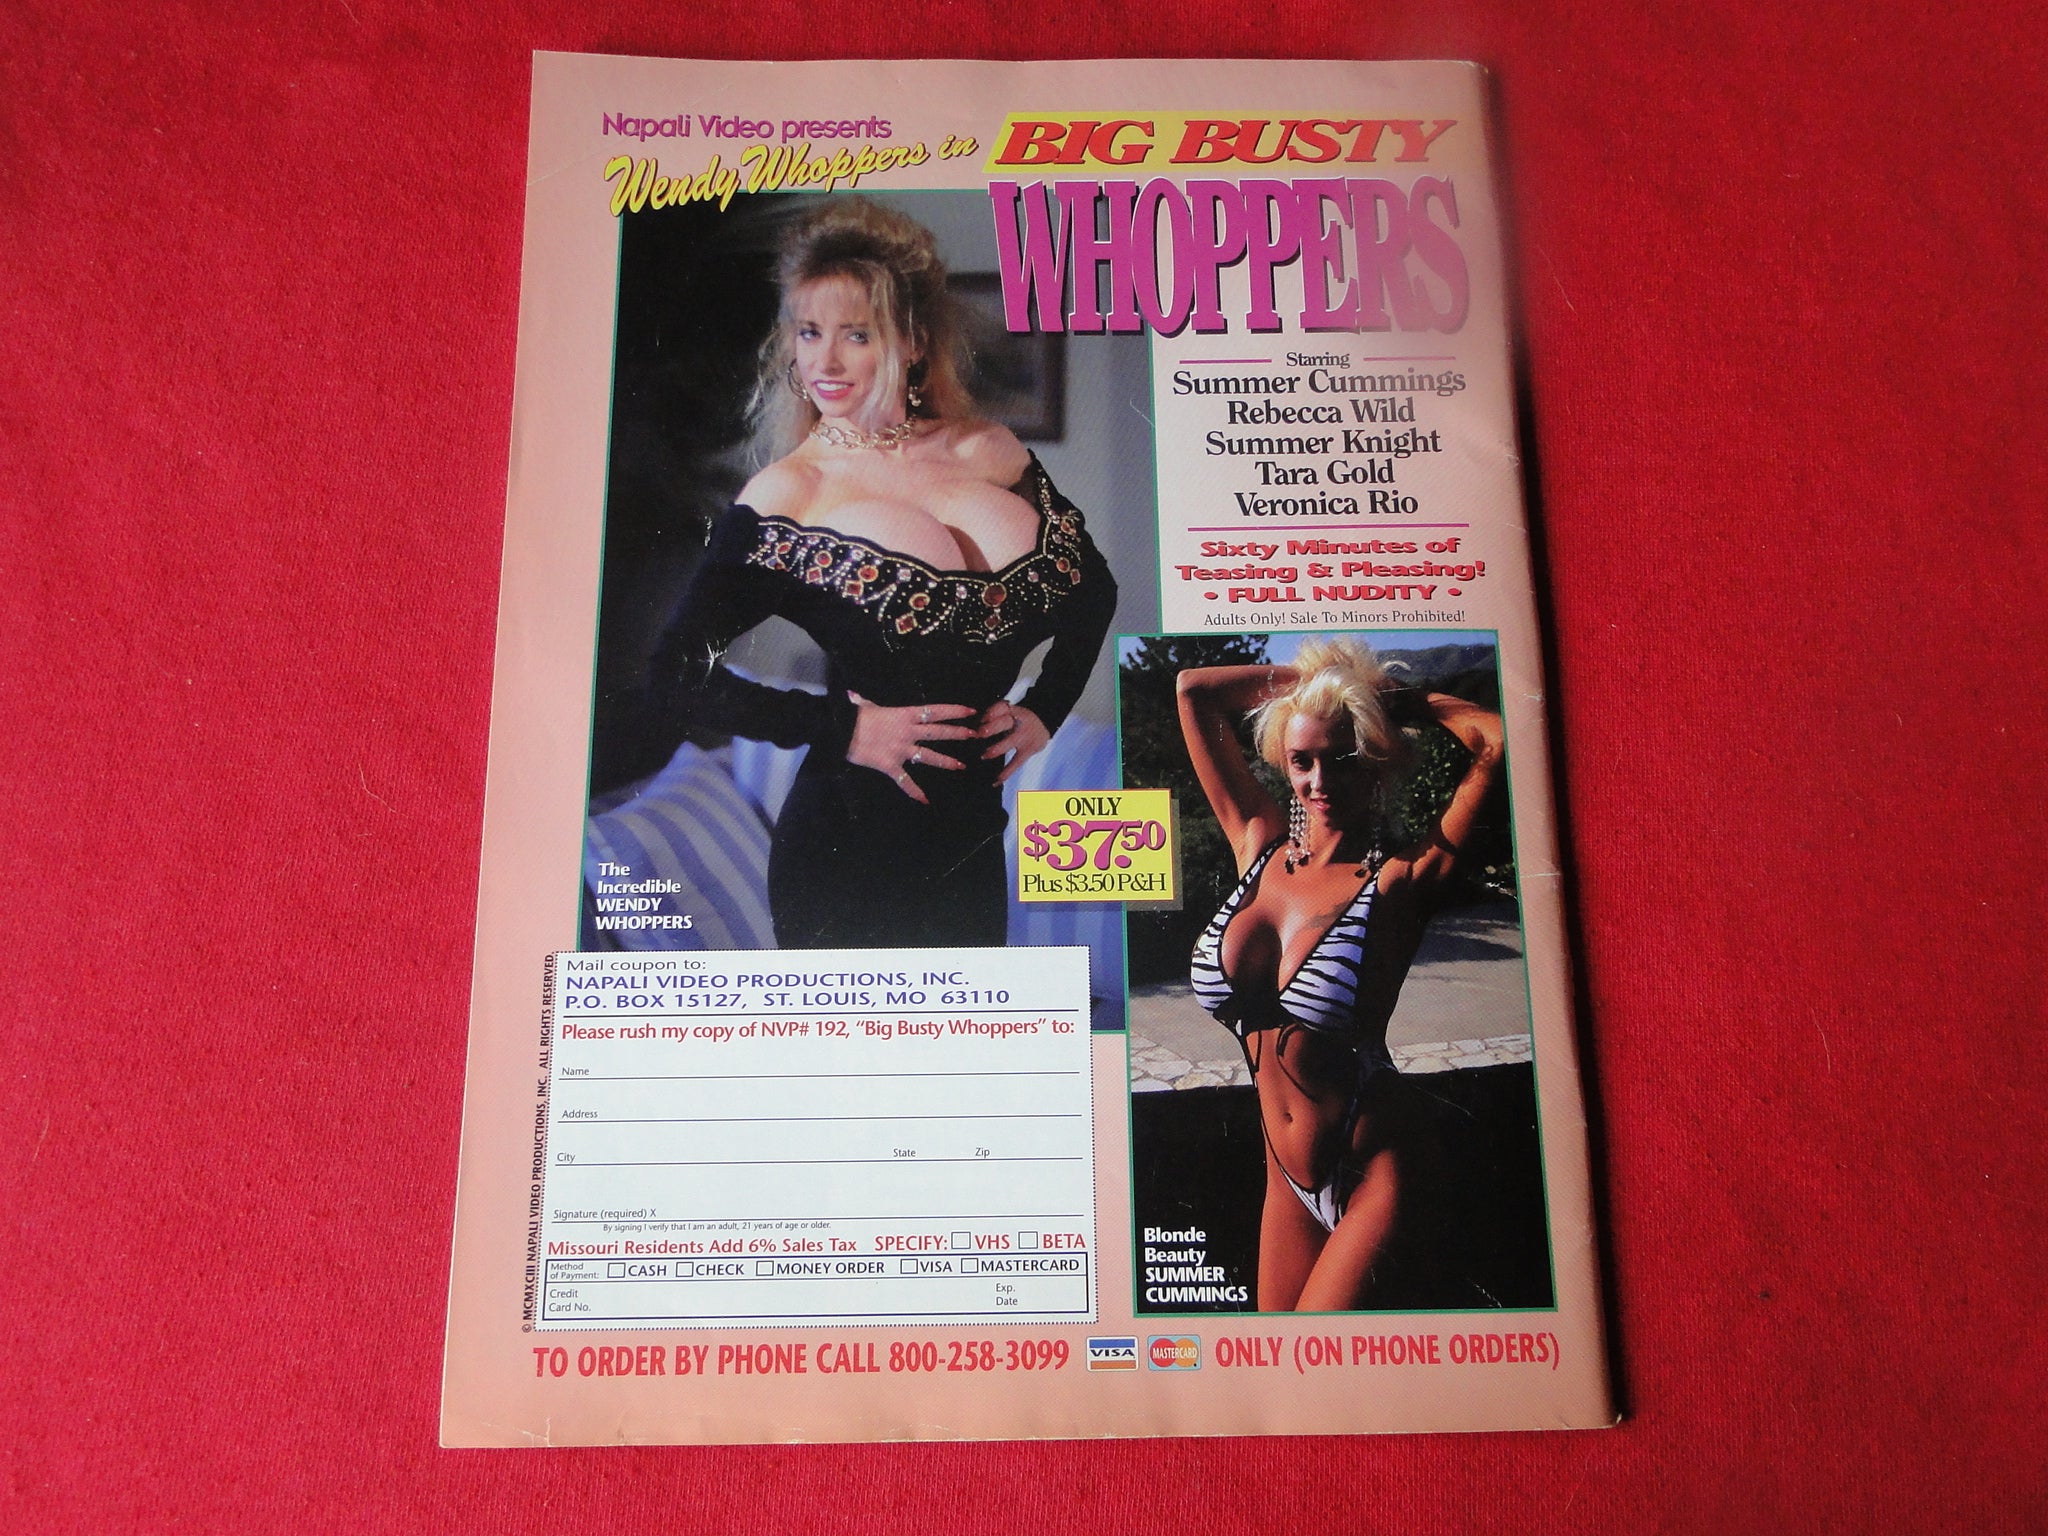 Napali Video presents
Wendy Whoppers in
BIG BUSTY
WHOPPERS
Starring
Summer Cummings
Rebecca Wild
Summer Knight
Tara Gold
Veronica Rio
Sixty Minutes of
Teasing & Pleasing!
• FULL NUDITY •
Adults Only! Sale To Minors Prohibited!
The
Incredible
WENDY
WHOPPERS
ONLY
$37.50
Plus $3.50 P&H
Blonde
Beauty
SUMMER
CUMMINGS
© MCMXCIII NAPALI VIDEO PRODUCTIONS, INC. ALL RIGHTS RESERVED.
Mail coupon to:
NAPALI VIDEO PRODUCTIONS, INC.
P.O. BOX 15127, ST. LOUIS, MO 63110
Please rush my copy of NVP# 192, “Big Busty Whoppers” to:
Name
Address
City State Zip
Signature (required) X
By signing I verify that I am an adult, 21 years of age or older.
Missouri Residents Add 6% Sales Tax SPECIFY: VHS BETA
Method
of Payment: CASH CHECK MONEY ORDER VISA MASTERCARD
Credit
Card No.
Exp.
Date
TO ORDER BY PHONE CALL 800-258-3099 VISA MASTERCARD ONLY (ON PHONE ORDERS)